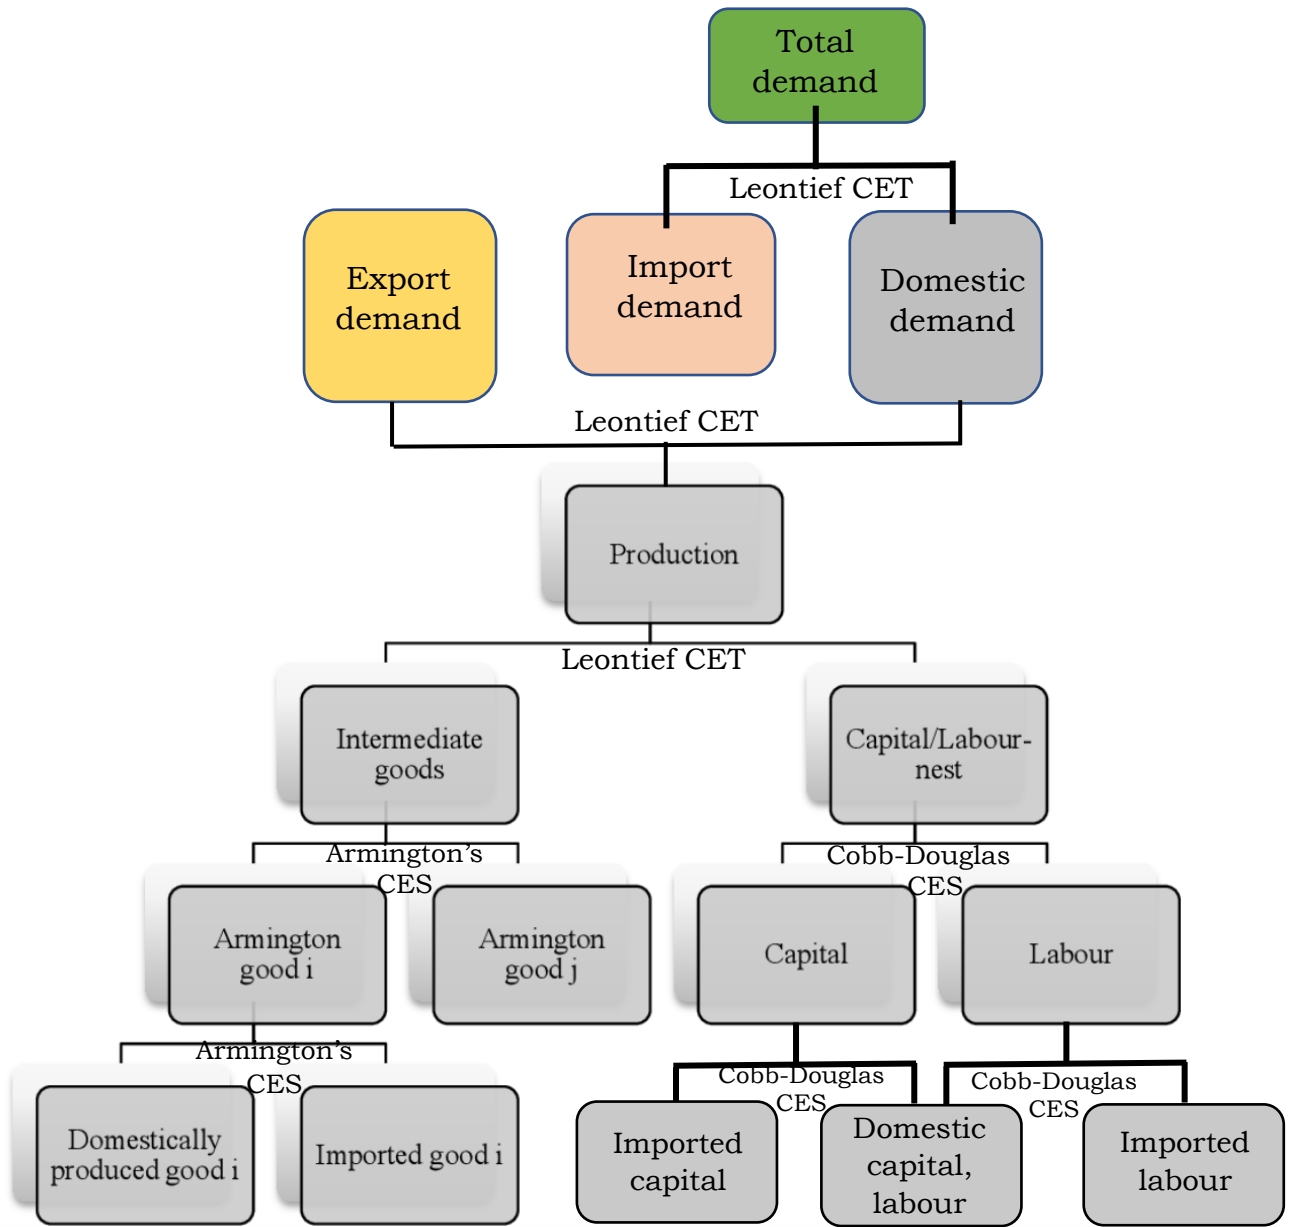 Total
demand
Leontief CET
Export
demand
Import
demand
Domestic
demand
Leontief CET
Production
Leontief CET
Intermediate
goods
Capital/Labour-
nest
Armington's
CES
Cobb-Douglas
CES
Armington
good i
Armington
good j
Capital
Labour
Armington's
CES
Cobb-Douglas
CES
Cobb-Douglas
CES
Domestically
produced good i
Imported good i
Imported
capital
Domestic
capital,
labour
Imported
labour